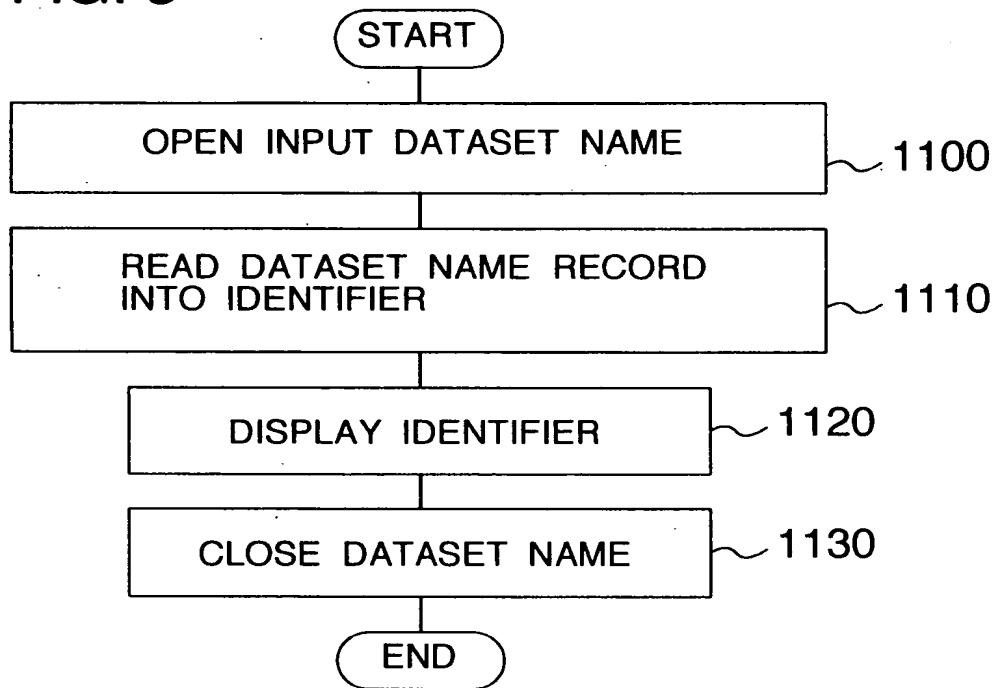 START
OPEN INPUT DATASET NAME
1100
READ DATASET NAME RECORD
INTO IDENTIFIER
1110
DISPLAY IDENTIFIER
1120
CLOSE DATASET NAME
1130
END